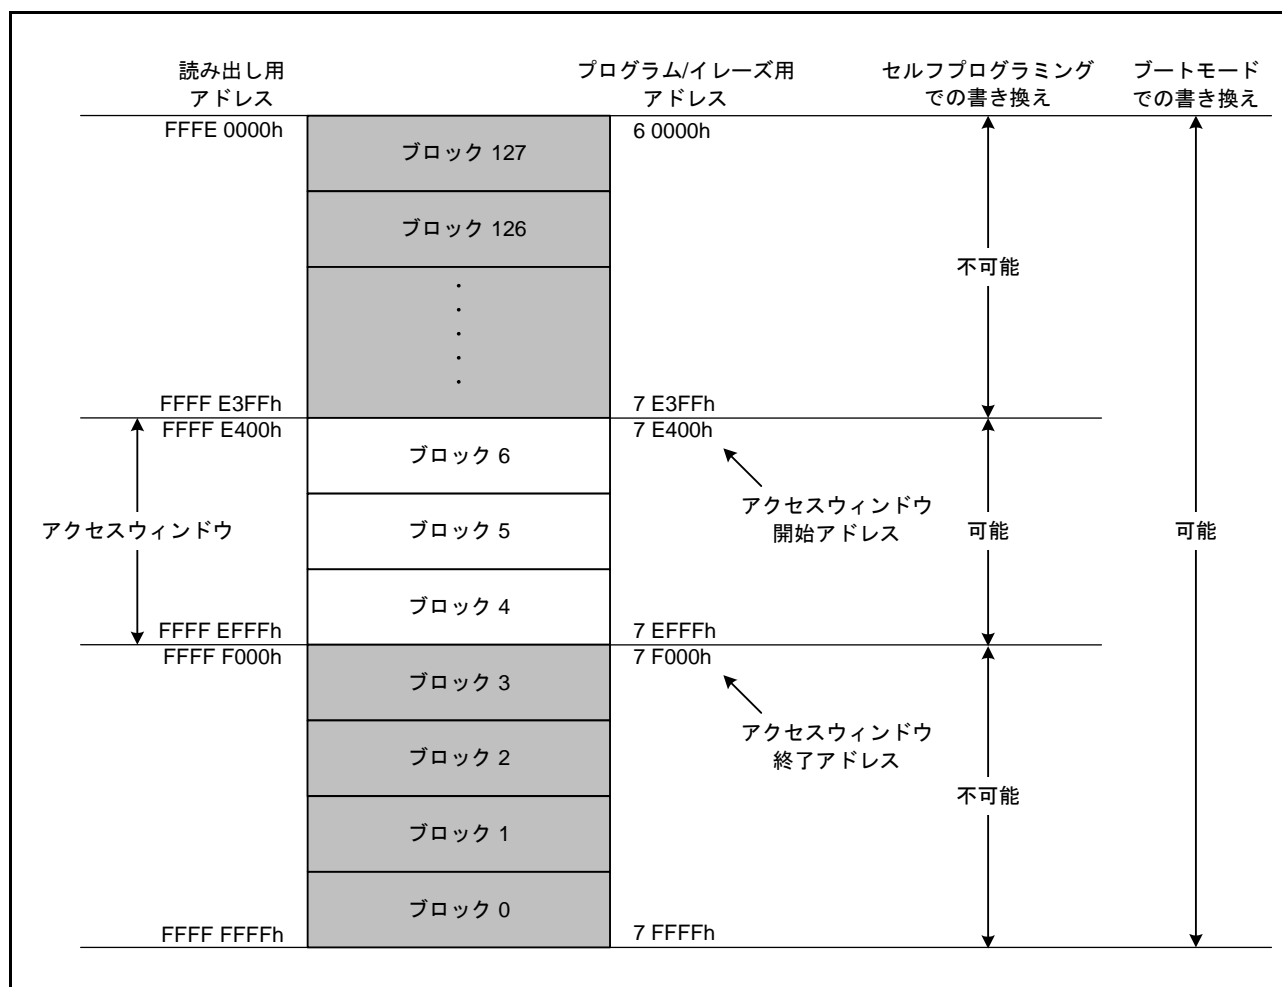 読み出し用
アドレス
プログラム/イレーズ用
アドレス
セルフプログラミング
での書き換え
ブートモード
での書き換え
FFFE 0000h
6 0000h
ブロック 127
ブロック 126
不可能
FFFF E3FFh
7 E3FFh
FFFF E400h
7 E400h
ブロック 6
アクセスウィンドウ
開始アドレス
アクセスウィンドウ
ブロック 5
可能
可能
ブロック 4
FFFF EFFFh
7 EFFFh
FFFF F000h
7 F000h
ブロック 3
アクセスウィンドウ
終了アドレス
ブロック 2
不可能
ブロック 1
ブロック 0
FFFF FFFFh
7 FFFFh